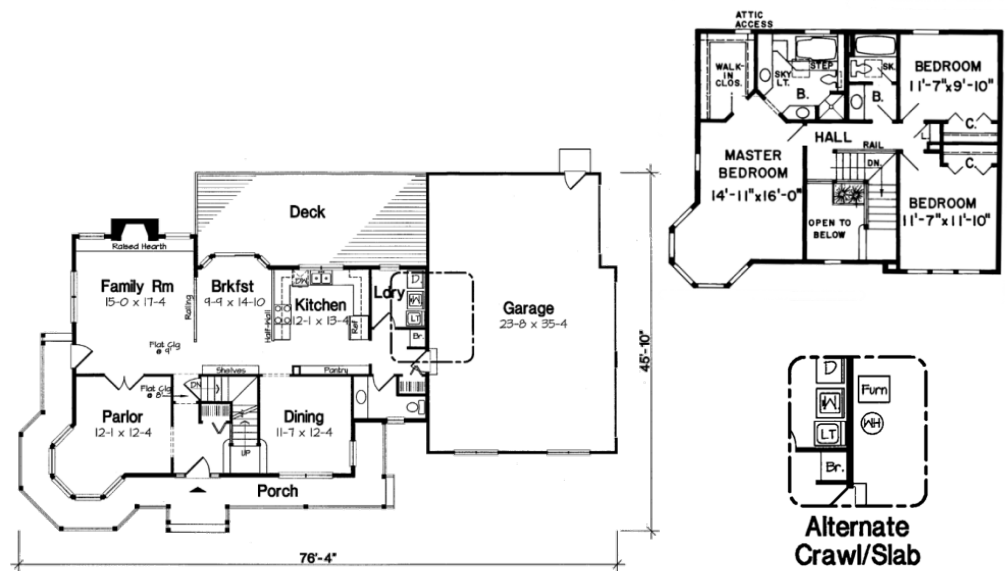 ATTIC
ACCESS
WALK-
IN
CLOS.
SKY
LT.
STEP
B.
SK.
B.
BEDROOM
11'-7"x9'-10"
C.
L.
HALL
RAIL
DN.
C.
MASTER
BEDROOM
14'-11"x16'-0"
OPEN TO
BELOW
BEDROOM
11'-7"x11'-10"
Deck
Raised Hearth
Family Rm
15-0 x 17-4
Railing
Brkfst
9-9 x 14-10
Half-Wall
DW
Kitchen
12-1 x 13-4
Ref
Ldry
D
W
LT
Br.
Garage
23-8 x 35-4
45'-10"
Flat Clg
@ 9'
Shelves
Pantry
Flat Clg
@ 8'
DN
Parlor
12-1 x 12-4
UP
Dining
11-7 x 12-4
Porch
76'-4"
D
W
LT
Br.
Furn
WH
Alternate
Crawl/Slab